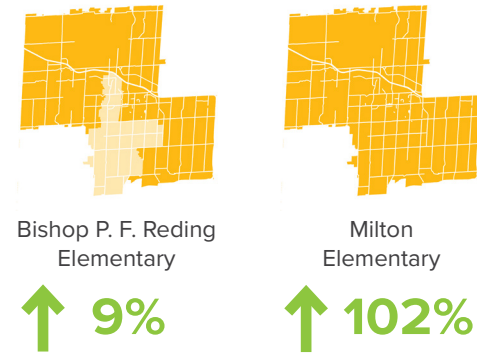 Bishop P. F. Reding
Elementary
9%
Milton
Elementary
102%